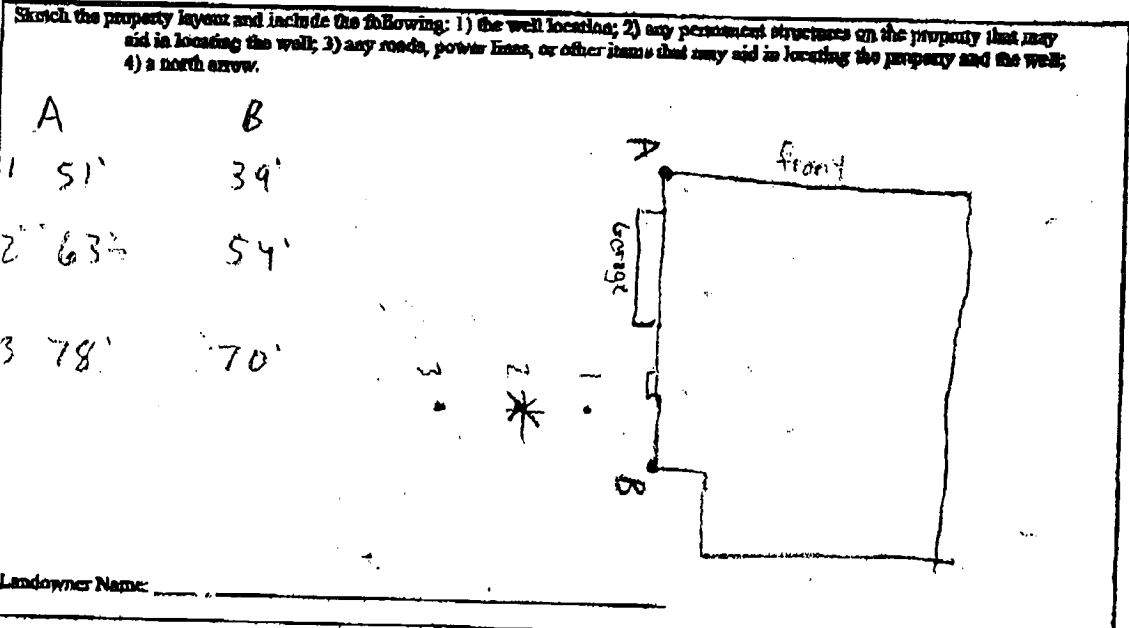 Sketch the property layout and include the following: 1) the well location; 2) any permanent structures on the property that may
aid in locating the well; 3) any roads, power lines, or other items that may aid in locating the property and the well;
4) a north arrow.
A B
1 51' 39'
2 63' 54'
3 78' 70'
A
front
Garage
3 2 1
B
Landowner Name: